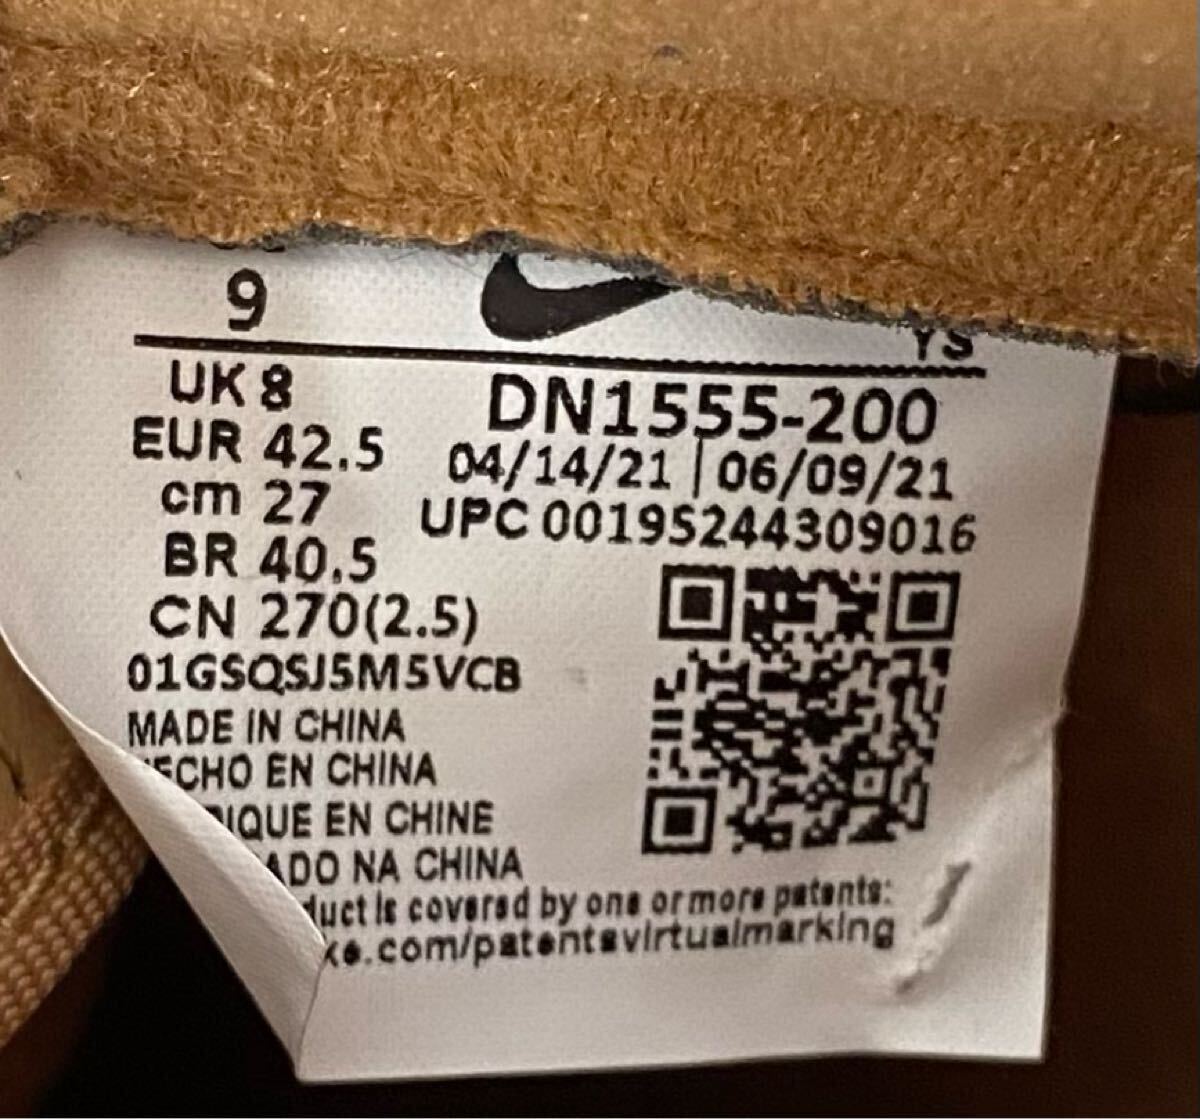 9
YS
UK 8
EUR 42.5
cm 27
BR 40.5
CN 270(2.5)
DN1555-200
04/14/21 | 06/09/21
UPC 00195244309016
01GSQSJ5M5VCB
MADE IN CHINA
ECHO EN CHINA
IQUE EN CHINE
ADO NA CHINA
duct is covered by one or more patents:
ke.com/patentsvirtualmarking